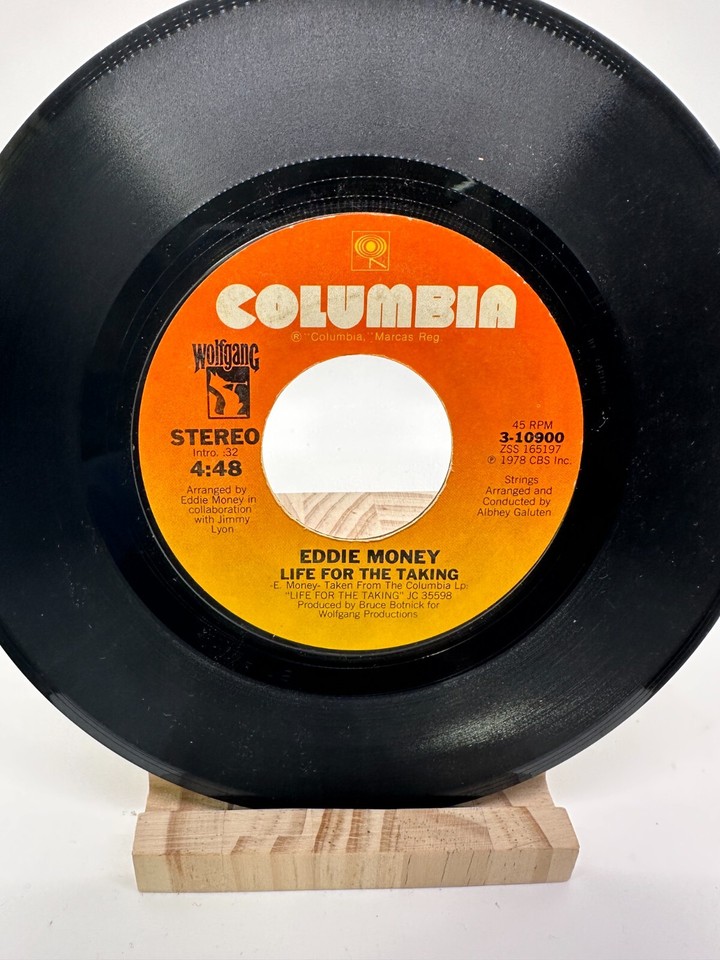 COLUMBIA
® "Columbia," Marcas Reg.
Wolfgang
STEREO
Intro. :32
4:48
Arranged by
Eddie Money in
collaboration
with Jimmy
Lyon
45 RPM
3-10900
ZSS 165197
℗ 1978 CBS Inc.
Strings
Arranged and
Conducted by
Albhey Galuten.
EDDIE MONEY
LIFE FOR THE TAKING
-E. Money- Taken From The Columbia Lp:
"LIFE FOR THE TAKING" JC 35598
Produced by Bruce Botnick for
Wolfgang Productions